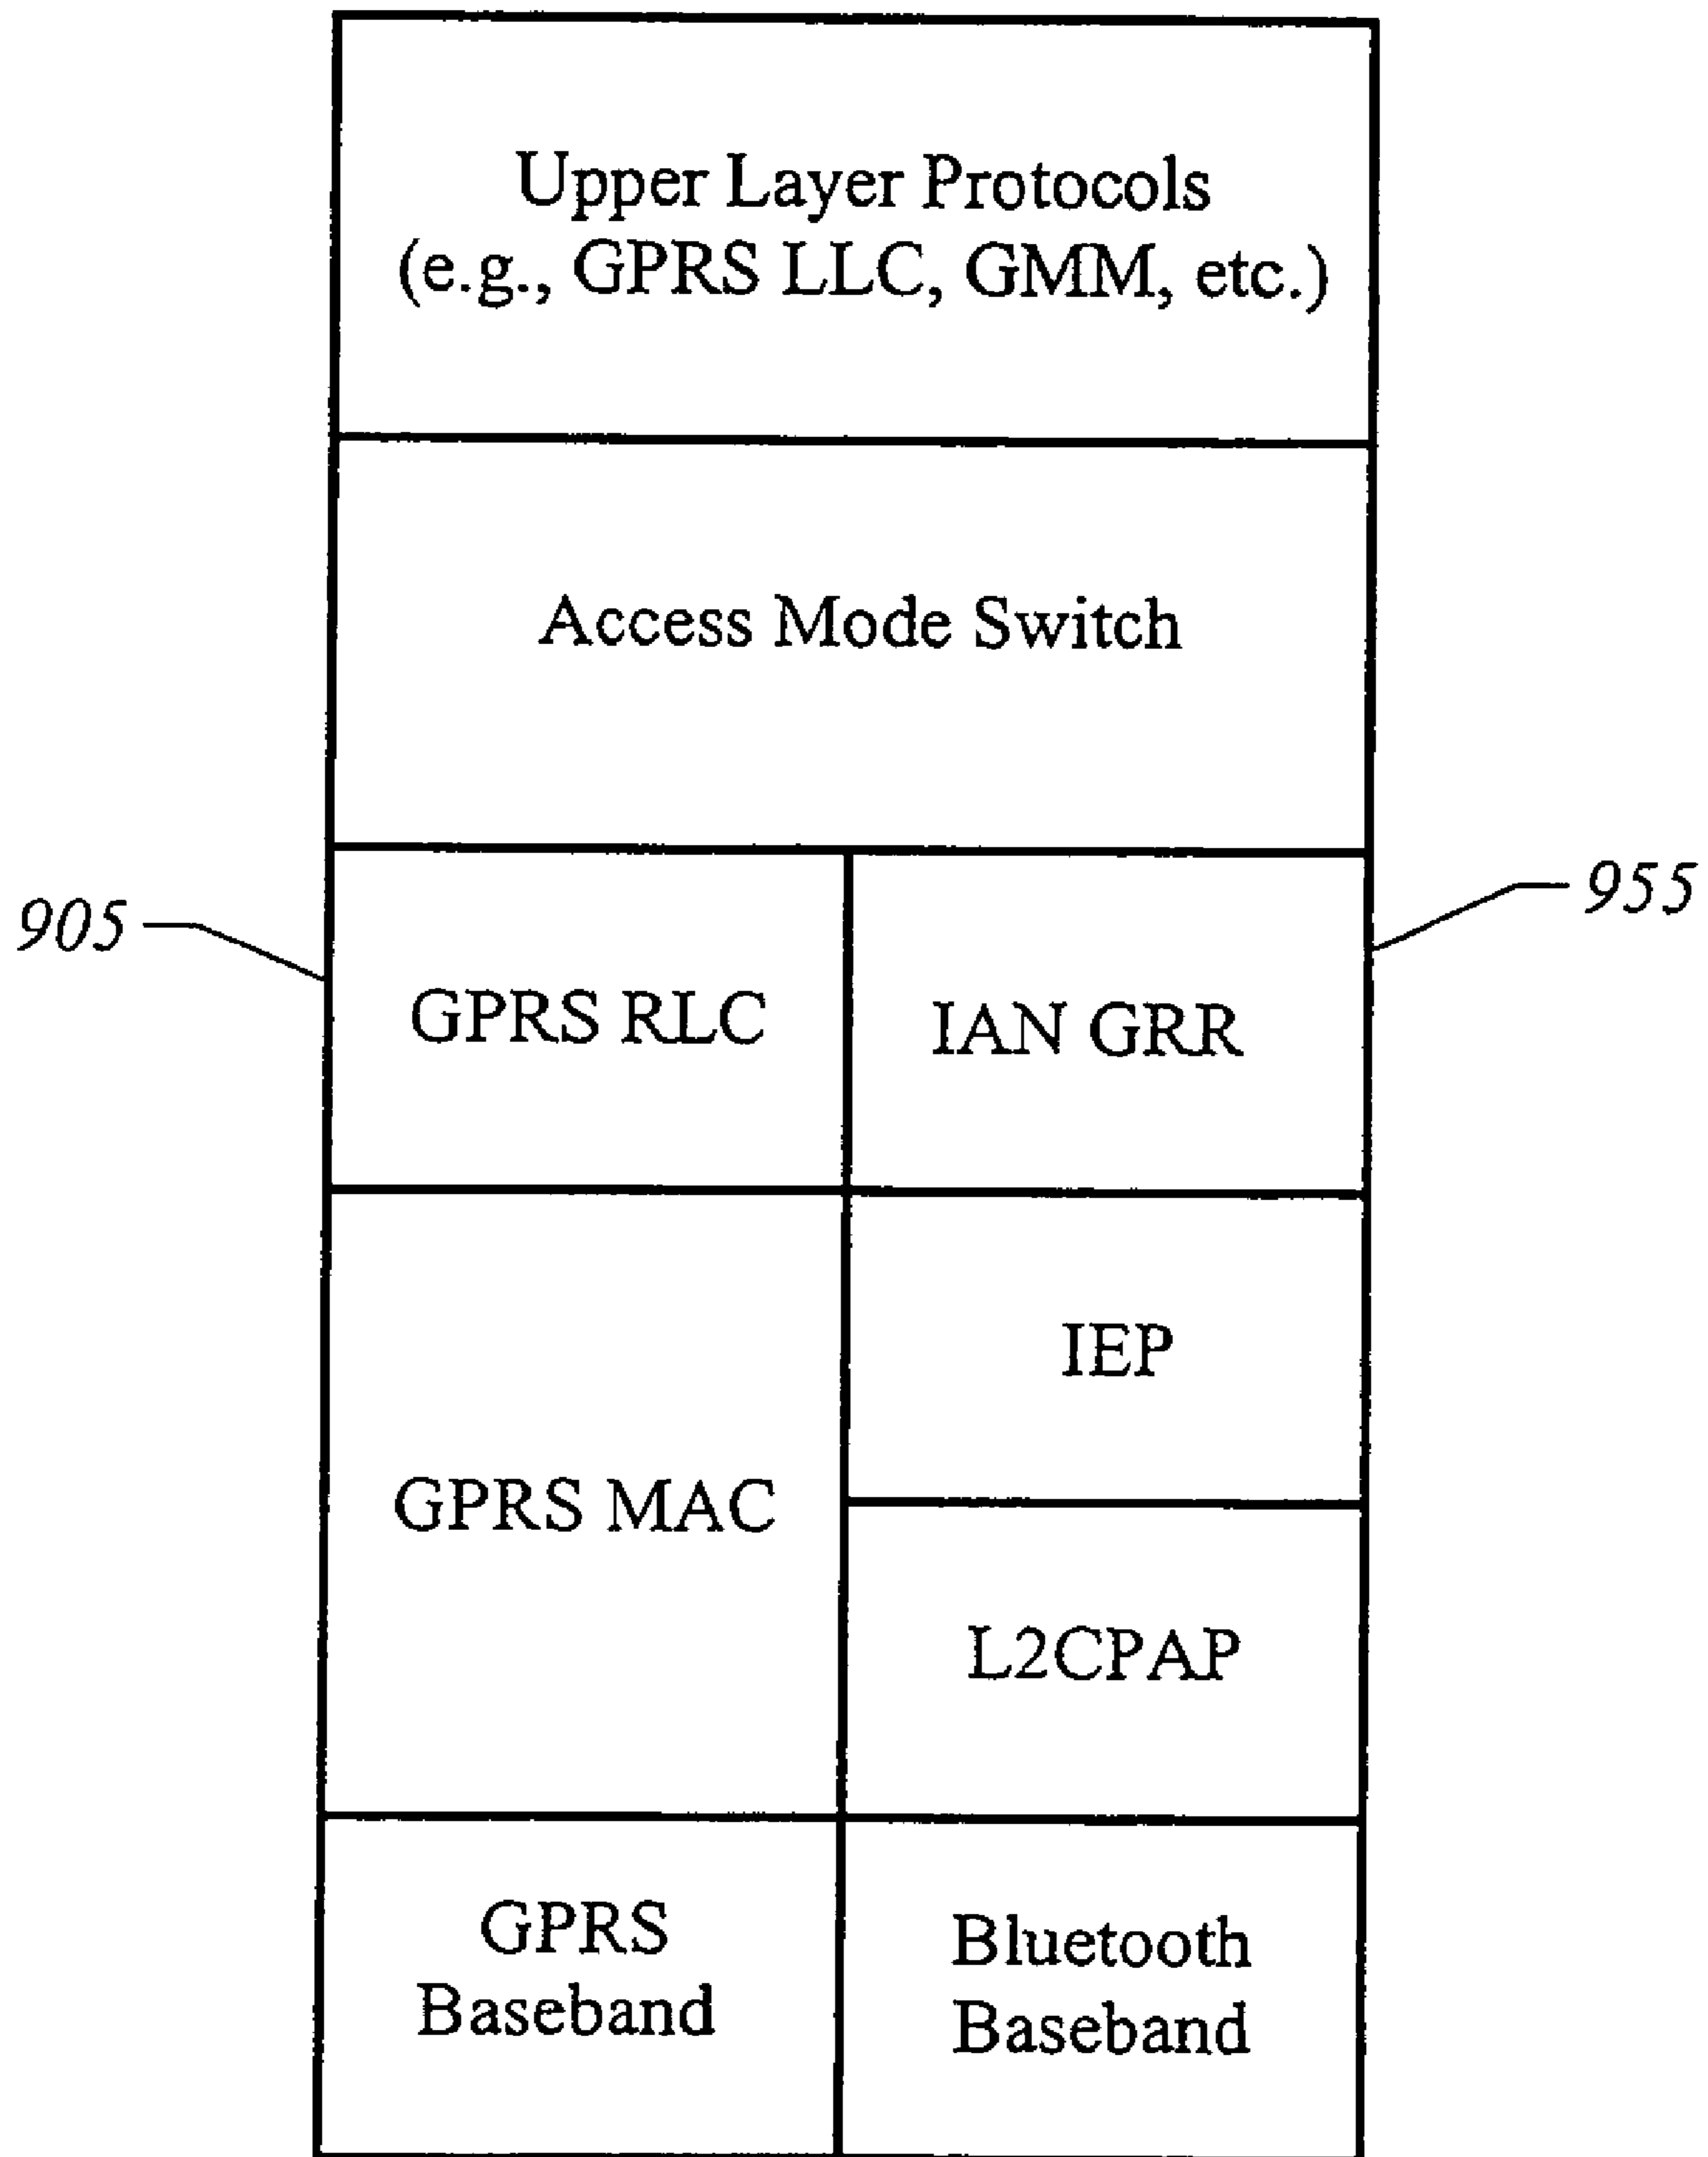 Upper Layer Protocols
(e.g., GPRS LLC, GMM, etc.)
Access Mode Switch
905
955
GPRS RLC
IAN GRR
IEP
GPRS MAC
L2CPAP
GPRS
Baseband
Bluetooth
Baseband